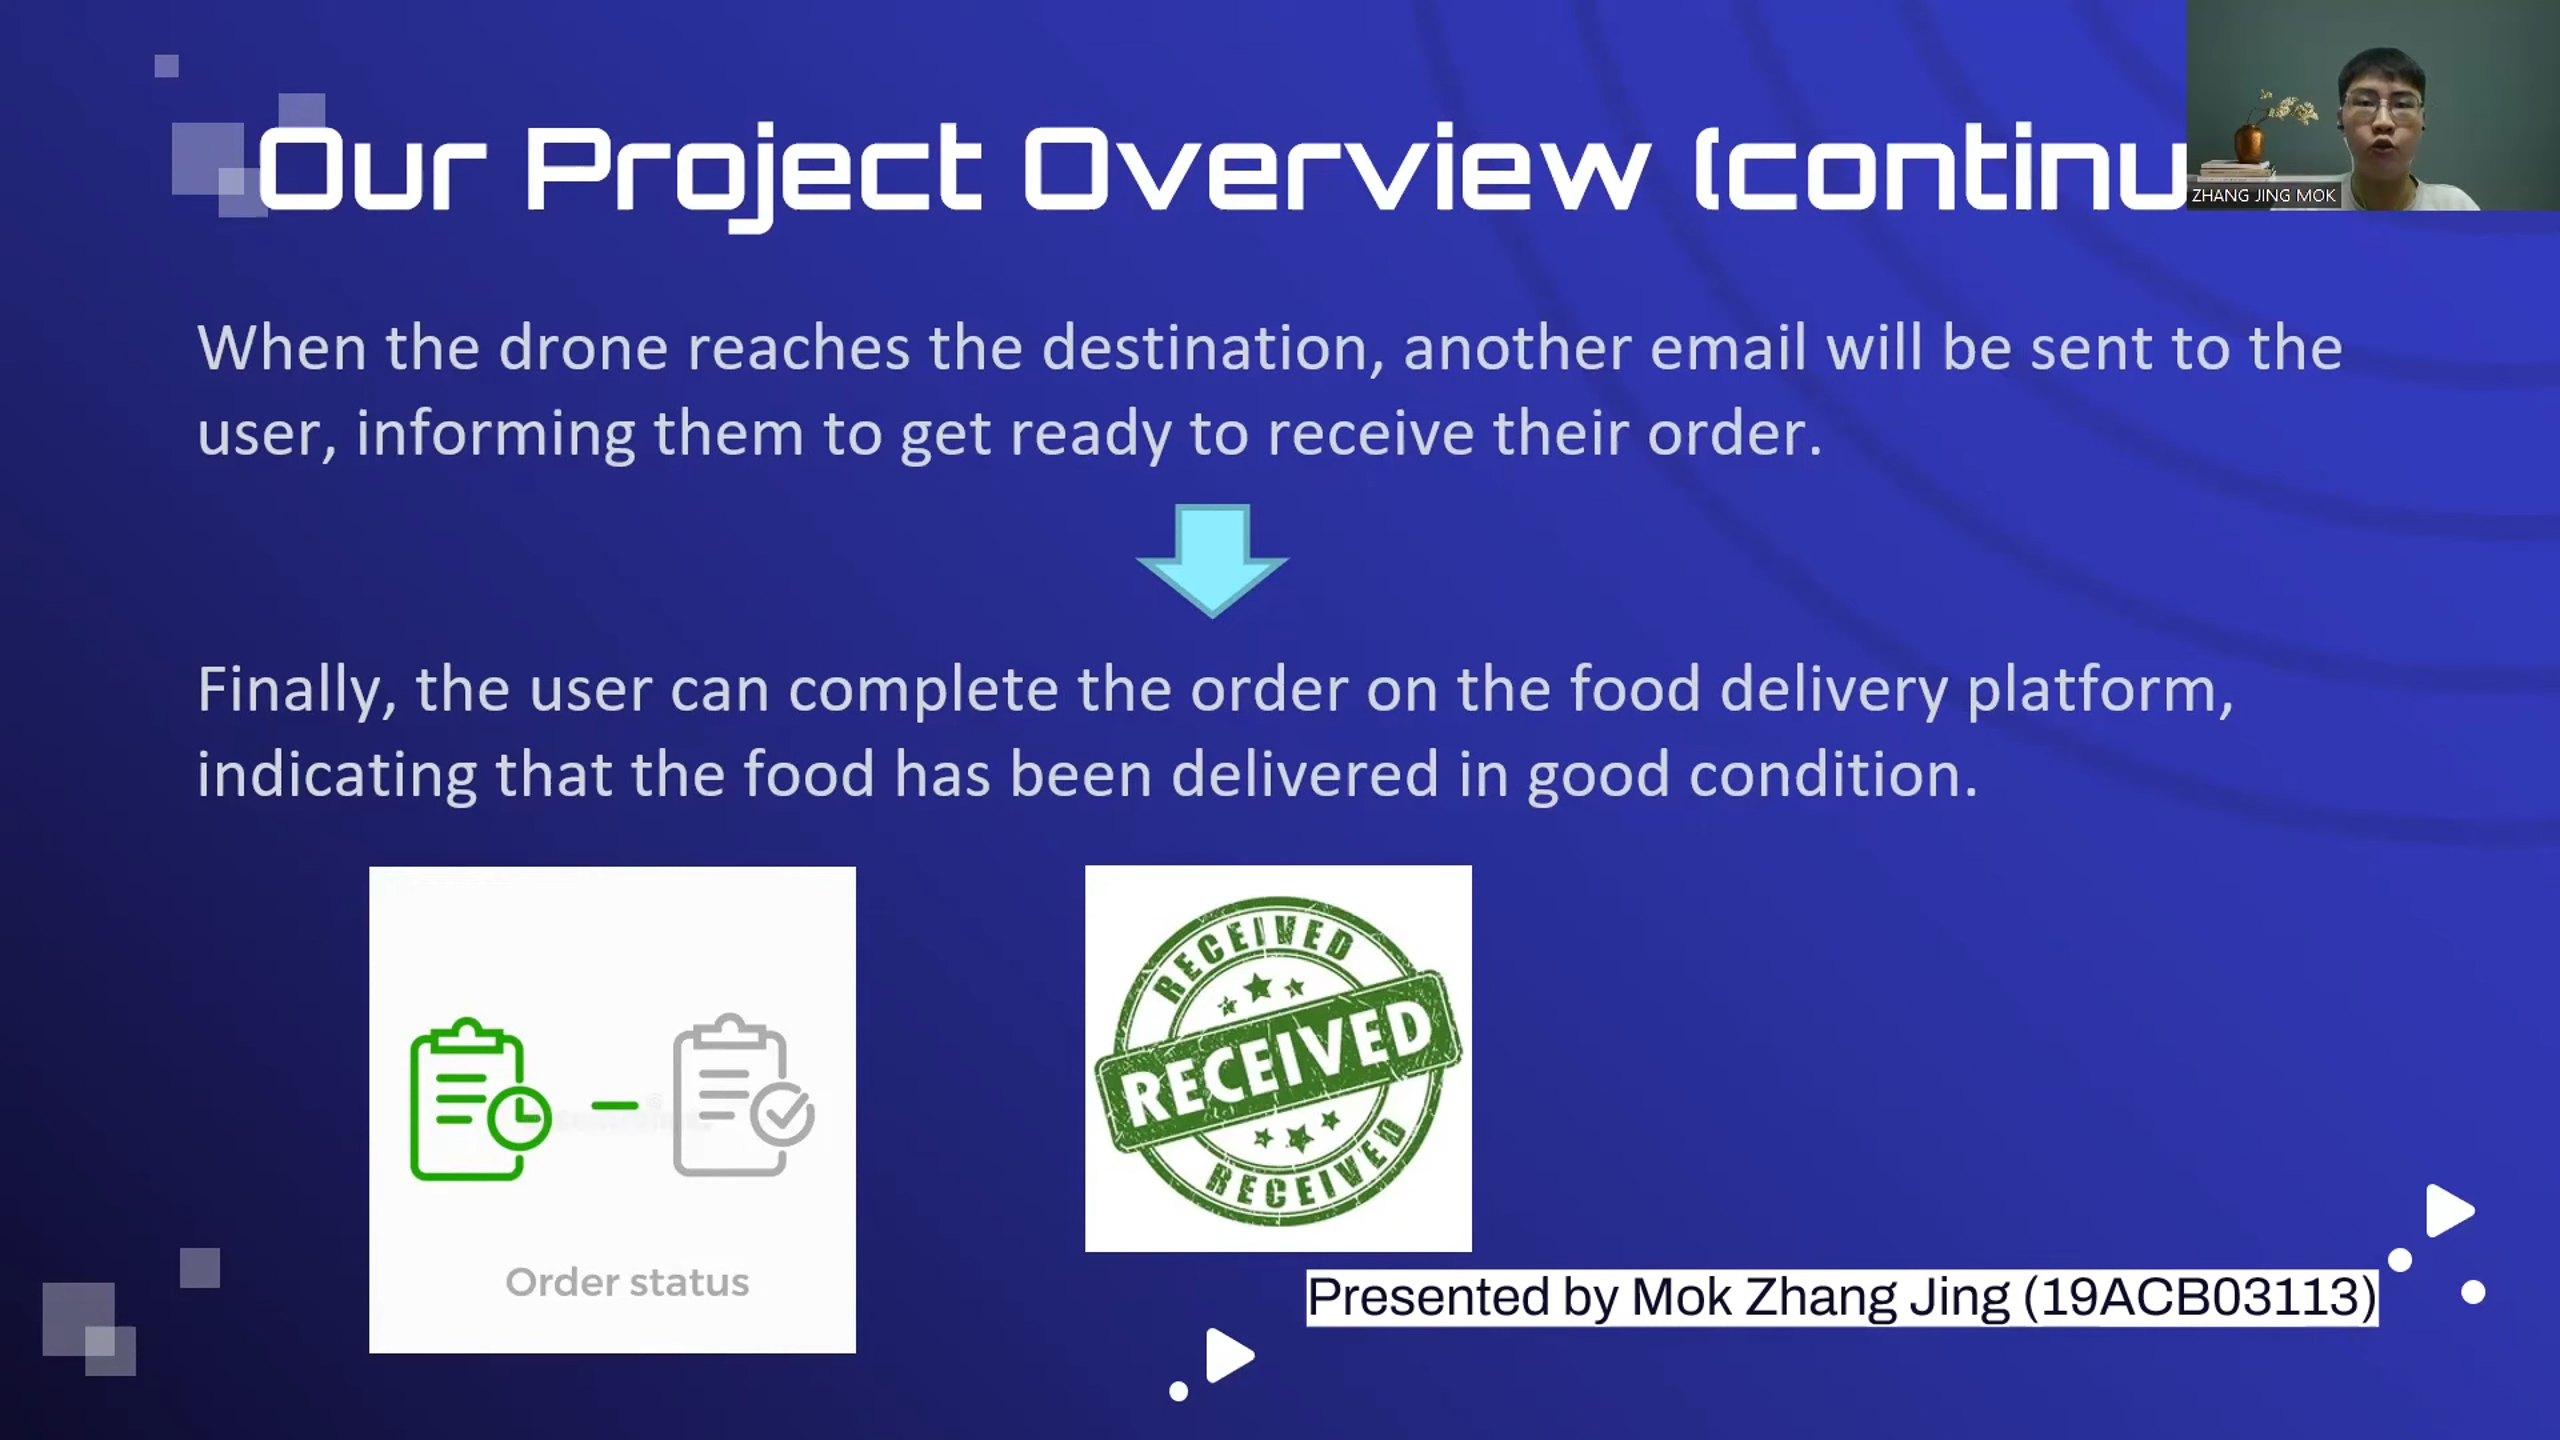 Our Project Overview (continu
ZHANG JING MOK
When the drone reaches the destination, another email will be sent to the
user, informing them to get ready to receive their order.
Finally, the user can complete the order on the food delivery platform,
indicating that the food has been delivered in good condition.
RECEIVED
RECEIVED
RECEIVED
Order status
Presented by Mok Zhang Jing (19ACB03113)